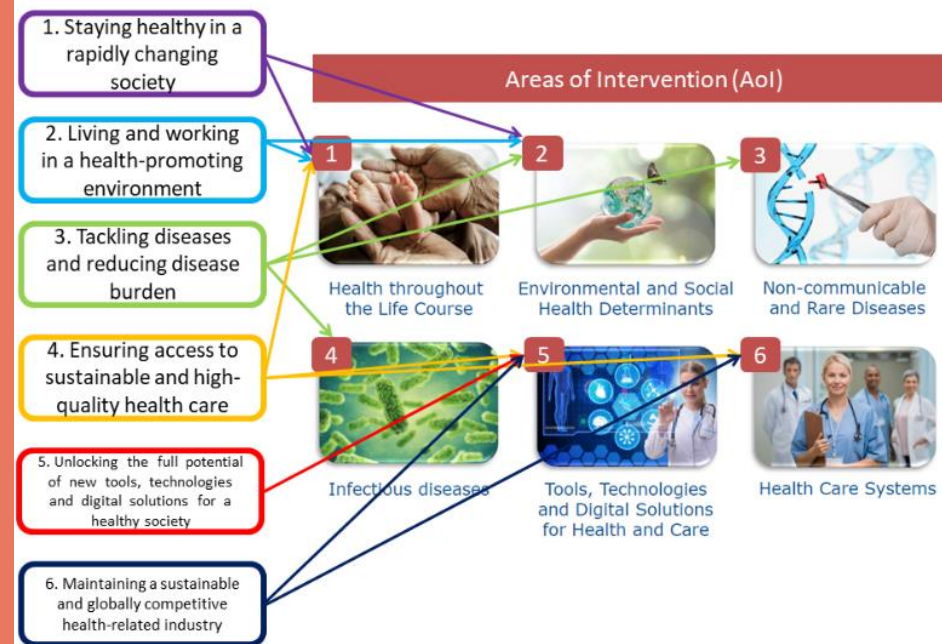 1. Staying healthy in a
rapidly changing
society
2. Living and working
in a health-promoting
environment
3. Tackling diseases
and reducing disease
burden
4. Ensuring access to
sustainable and high-
quality health care
5. Unlocking the full potential
of new tools, technologies
and digital solutions for a
healthy society
6. Maintaining a sustainable
and globally competitive
health-related industry
Areas of Intervention (AoI)
1
Health throughout
the Life Course
2
Environmental and Social
Health Determinants
3
Non-communicable
and Rare Diseases
4
Infectious diseases
5
Tools, Technologies
and Digital Solutions
for Health and Care
6
Health Care Systems